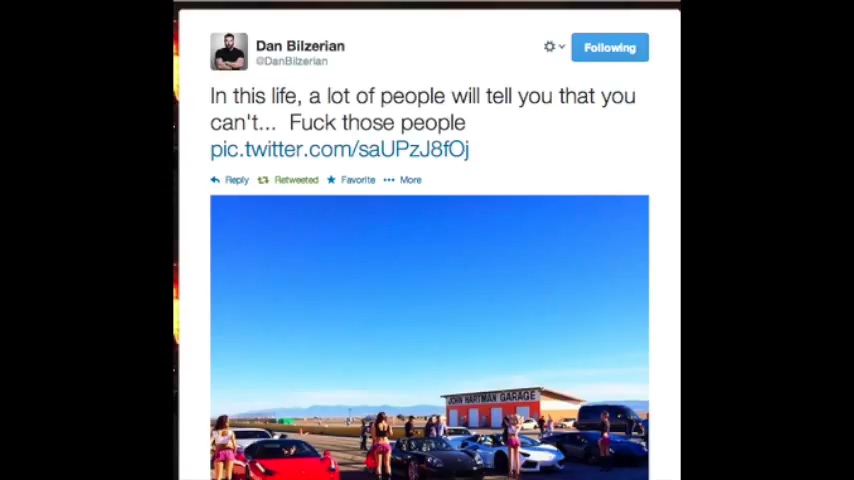 Dan Bilzerian
@DanBilzerian
Following
In this life, a lot of people will tell you that you
can't... Fuck those people
pic.twitter.com/saUPzJ8fOj
Reply Retweeted Favorite More
JOHN HARTMAN GARAGE